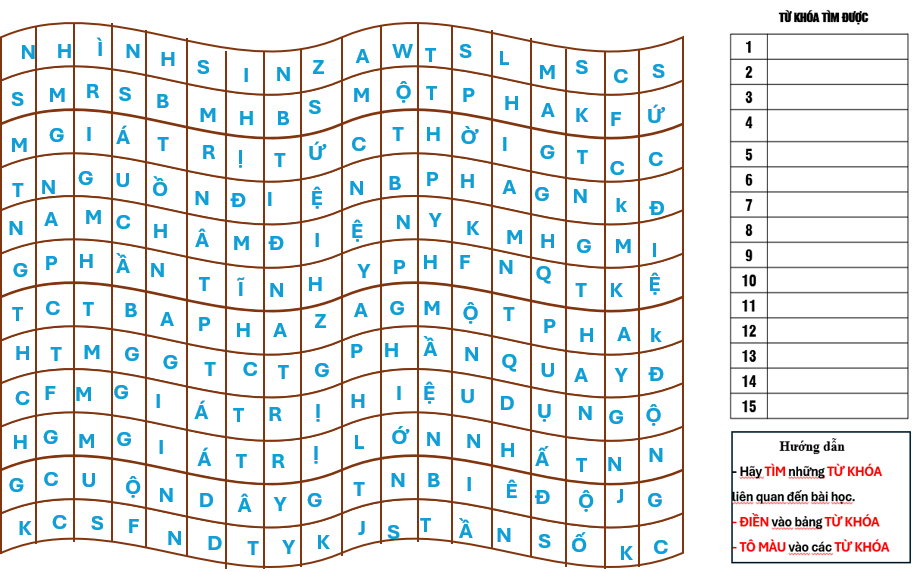 TỪ KHÓA TÌM ĐƯỢC
N H Ì N H S I N Z A W T S L M S C S
S M R S B M H B S M Ộ T P H A K F Ứ
M G I Á T R Ị T Ứ C T H Ờ I G T C C
T N G U Ồ N Đ I Ệ N B P H A G N k Đ
N A M C H Â M Đ I Ệ N Y K M H G M I
G P H Ầ N T Ĩ N H Y P H F N Q T K Ệ
T C T B A P H A Z A G M Ộ T P H A k
H T M G G T C T G P H Ầ N Q U A Y Đ
C F M G I Á T R Ị H I Ệ U D Ụ N G Ộ
H G M G I Á T R Ị L Ớ N N H Ấ T N N
G C U Ộ N D Â Y G T N B I Ê Đ Ộ J G
K C S F N D T Y K J S T Ầ N S Ố K C
1
2
3
4
5
6
7
8
9
10
11
12
13
14
15
Hướng dẫn
- Hãy TÌM những TỪ KHÓA
liên quan đến bài học.
- ĐIỀN vào bảng TỪ KHÓA
- TÔ MÀU vào các TỪ KHÓA